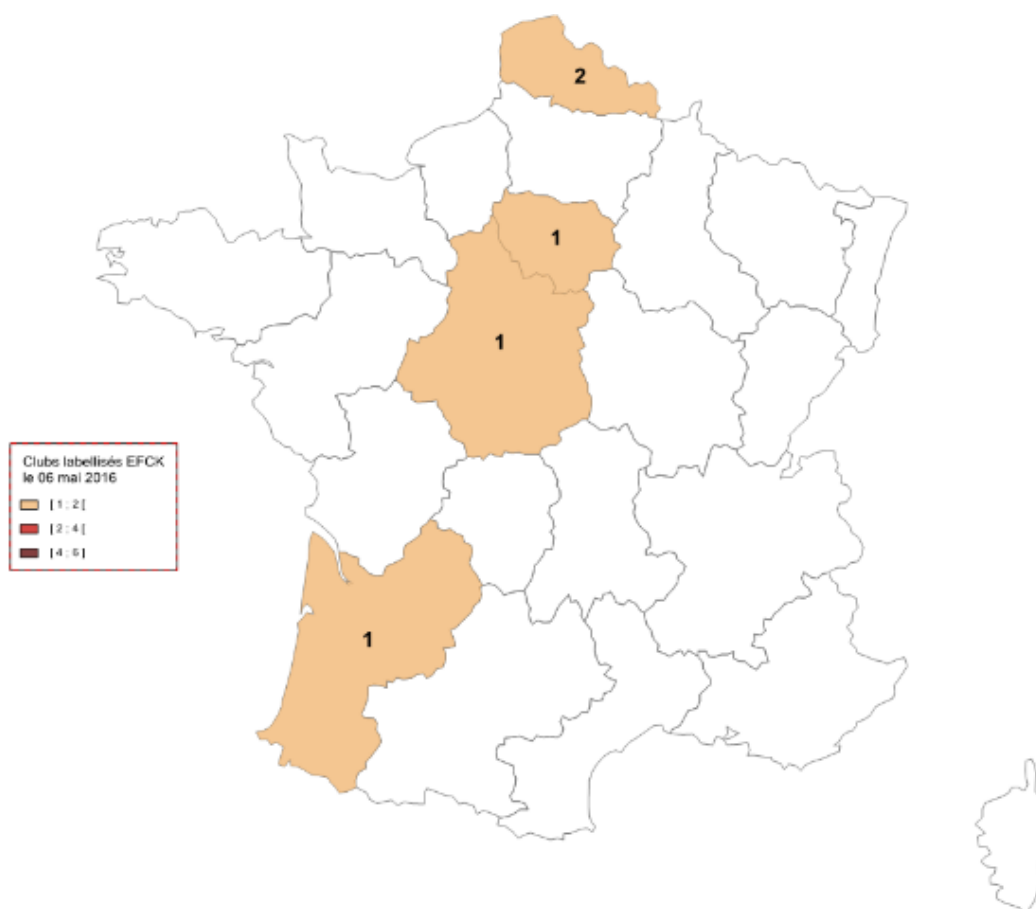 2
1
1
1
Clubs labellisés EFCK
le 06 mai 2016
[ 1 : 2 [
[ 2 : 4 [
[ 4 : 6 ]